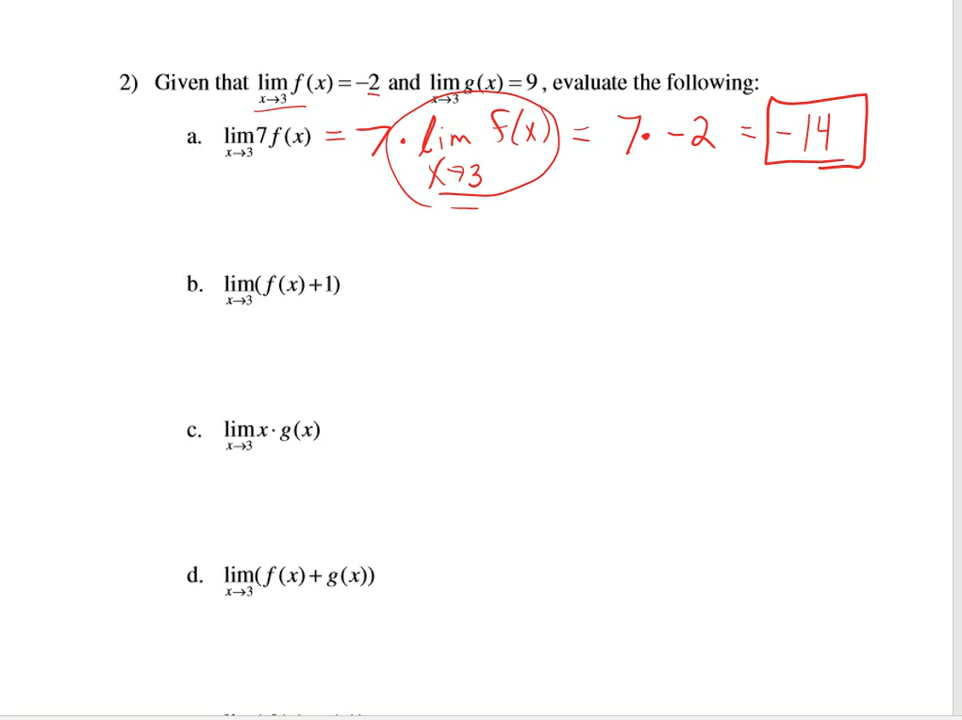 2) Given that lim f(x) = −2 and lim g(x) = 9, evaluate the following:
x→3 x→3
a. lim 7f(x) = 7 · lim f(x) = 7 · -2 = -14
x→3 x→3
b. lim(f(x)+1)
x→3
c. lim x · g(x)
x→3
d. lim(f(x)+g(x))
x→3